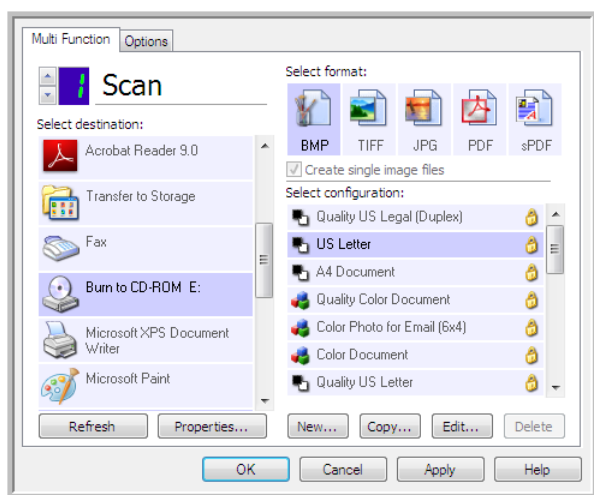 Multi Function
Options
1 Scan
Select destination:
Acrobat Reader 9.0
Transfer to Storage
Fax
Burn to CD-ROM  E:
Microsoft XPS Document
Writer
Microsoft Paint
Refresh
Properties...
Select format:
BMP TIFF JPG PDF sPDF
Create single image files
Select configuration:
Quality US Legal (Duplex)
US Letter
A4 Document
Quality Color Document
Color Photo for Email (6x4)
Color Document
Quality US Letter
New... Copy... Edit... Delete
OK Cancel Apply Help